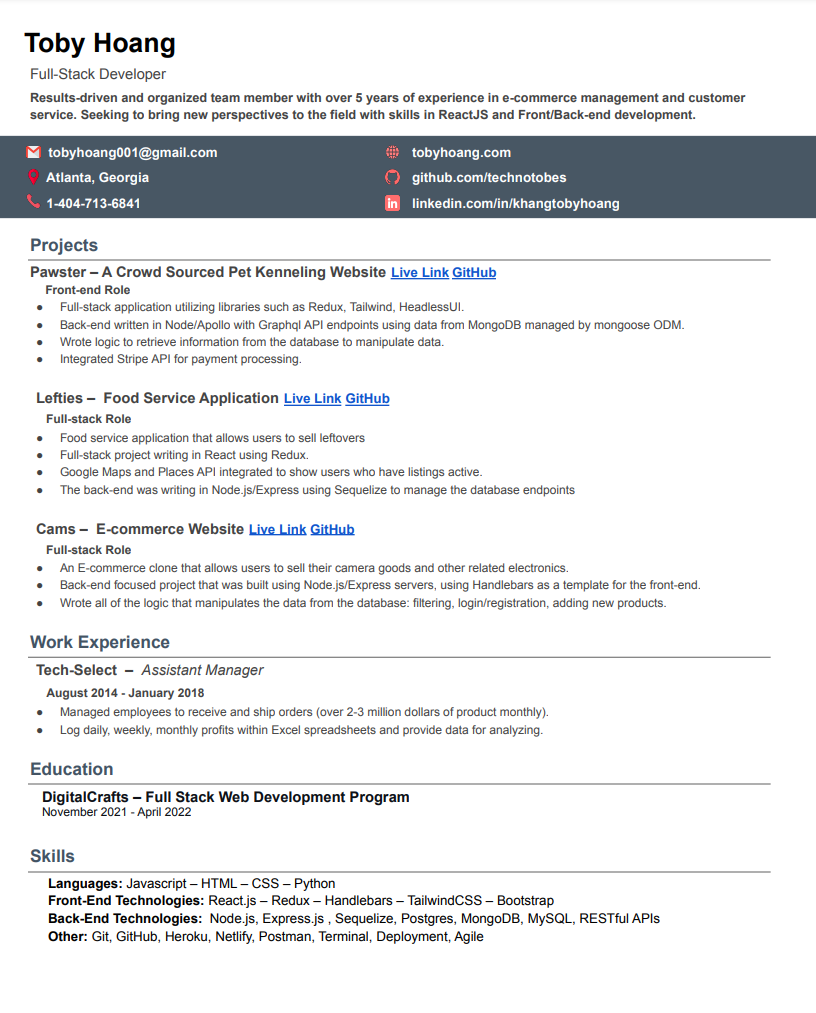 Toby Hoang
Full-Stack Developer
Results-driven and organized team member with over 5 years of experience in e-commerce management and customer
service. Seeking to bring new perspectives to the field with skills in ReactJS and Front/Back-end development.
tobyhoang001@gmail.com
tobyhoang.com
Atlanta, Georgia
github.com/technotobes
1-404-713-6841
linkedin.com/in/khangtobyhoang
Projects
Pawster – A Crowd Sourced Pet Kenneling Website Live Link GitHub
Front-end Role
● Full-stack application utilizing libraries such as Redux, Tailwind, HeadlessUI.
● Back-end written in Node/Apollo with Graphql API endpoints using data from MongoDB managed by mongoose ODM.
● Wrote logic to retrieve information from the database to manipulate data.
● Integrated Stripe API for payment processing.
Lefties – Food Service Application Live Link GitHub
Full-stack Role
● Food service application that allows users to sell leftovers
● Full-stack project writing in React using Redux.
● Google Maps and Places API integrated to show users who have listings active.
● The back-end was writing in Node.js/Express using Sequelize to manage the database endpoints
Cams – E-commerce Website Live Link GitHub
Full-stack Role
● An E-commerce clone that allows users to sell their camera goods and other related electronics.
● Back-end focused project that was built using Node.js/Express servers, using Handlebars as a template for the front-end.
● Wrote all of the logic that manipulates the data from the database: filtering, login/registration, adding new products.
Work Experience
Tech-Select – Assistant Manager
August 2014 - January 2018
● Managed employees to receive and ship orders (over 2-3 million dollars of product monthly).
● Log daily, weekly, monthly profits within Excel spreadsheets and provide data for analyzing.
Education
DigitalCrafts – Full Stack Web Development Program
November 2021 - April 2022
Skills
Languages: Javascript – HTML – CSS – Python
Front-End Technologies: React.js – Redux – Handlebars – TailwindCSS – Bootstrap
Back-End Technologies: Node.js, Express.js , Sequelize, Postgres, MongoDB, MySQL, RESTful APIs
Other: Git, GitHub, Heroku, Netlify, Postman, Terminal, Deployment, Agile